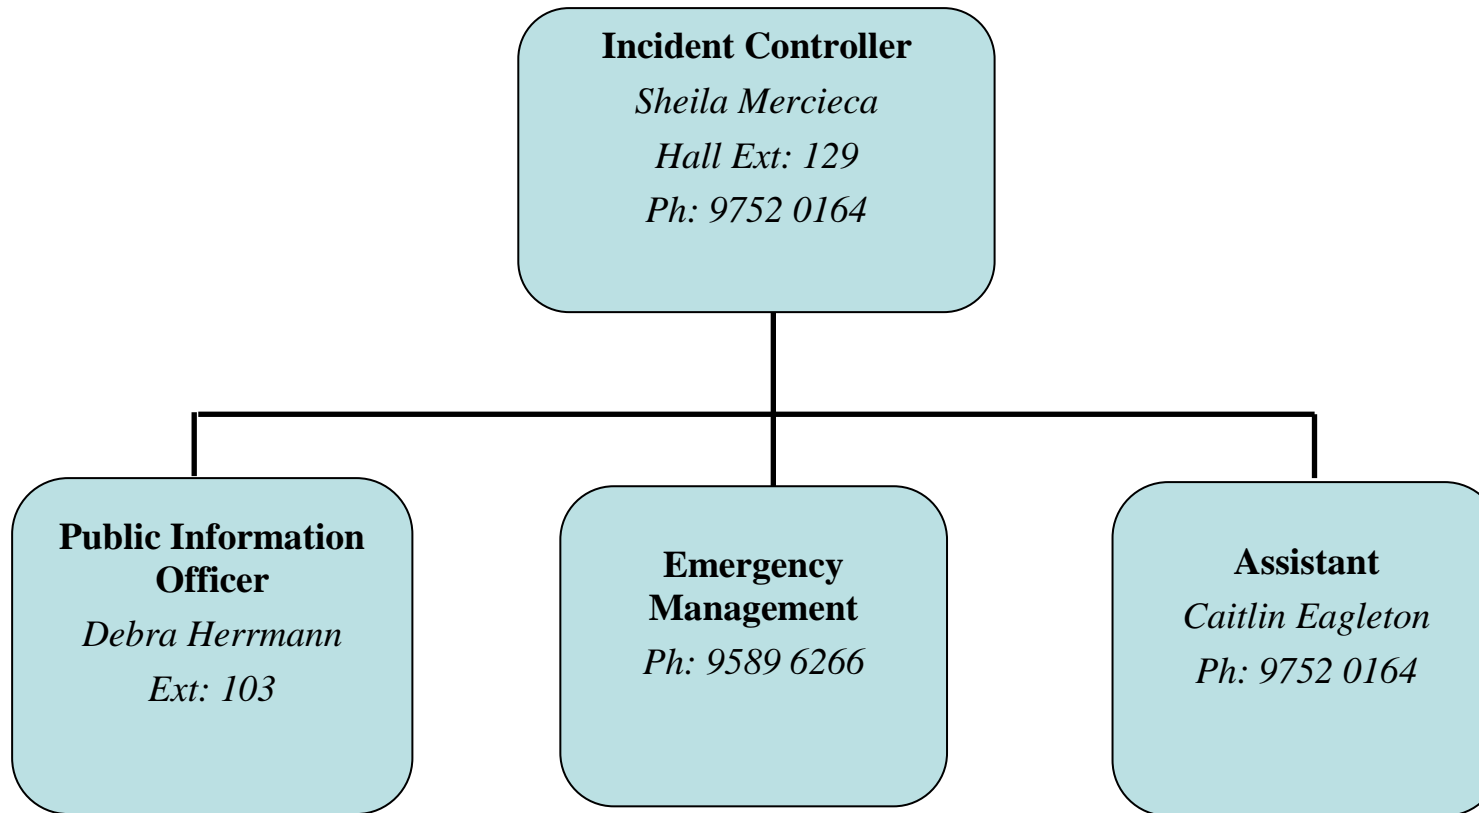 Incident Controller
Sheila Mercieca
Hall Ext: 129
Ph: 9752 0164
Public Information
Officer
Debra Herrmann
Ext: 103
Emergency
Management
Ph: 9589 6266
Assistant
Caitlin Eagleton
Ph: 9752 0164